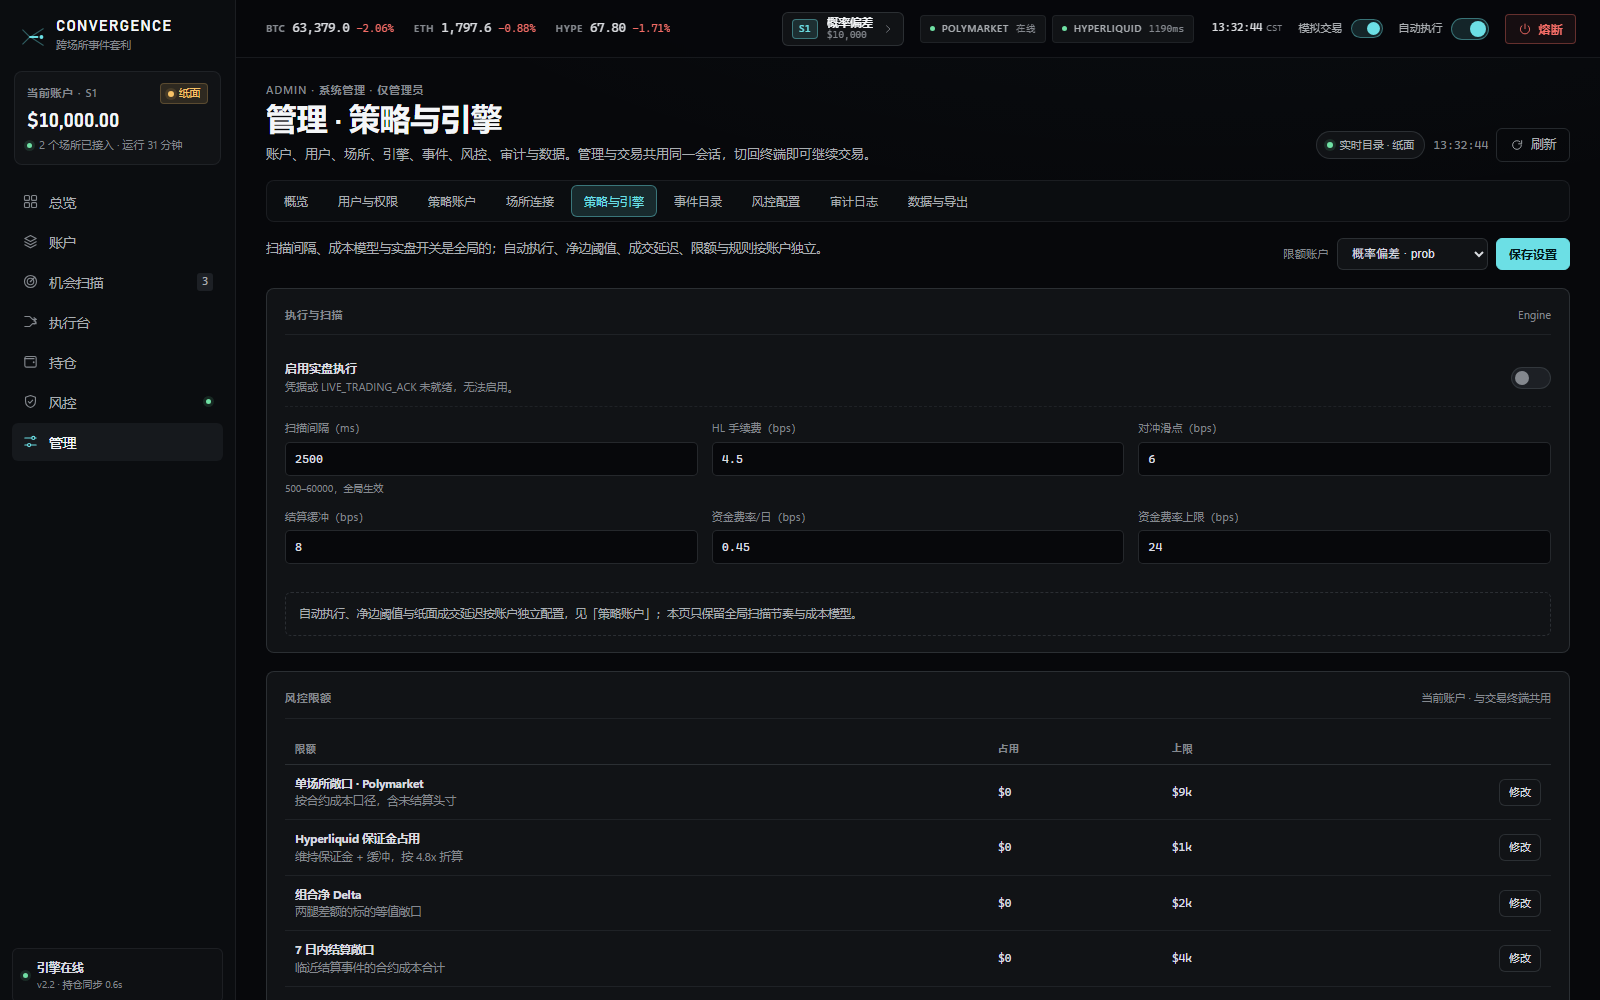 CONVERGENCE
跨场所事件套利
BTC 63,379.0 -2.06% ETH 1,797.6 -0.88% HYPE 67.80 -1.71%
S1 概率偏差 $10,000
POLYMARKET 在线
HYPERLIQUID 1190ms
13:32:44 CST
模拟交易
自动执行
熔断
当前账户 · S1
纸面
$10,000.00
2 个场所已接入 · 运行 31 分钟
总览
账户
机会扫描 3
执行台
持仓
风控
管理
引擎在线
v2.2 · 持仓同步 0.6s
ADMIN · 系统管理 · 仅管理员
管理 · 策略与引擎
账户、用户、场所、引擎、事件、风控、审计与数据。管理与交易共用同一会话，切回终端即可继续交易。
实时目录 · 纸面 13:32:44 刷新
概览 用户与权限 策略账户 场所连接 策略与引擎 事件目录 风控配置 审计日志 数据与导出
扫描间隔、成本模型与实盘开关是全局的；自动执行、净边阈值、成交延迟、限额与规则按账户独立。
限额账户 概率偏差 · prob 保存设置
执行与扫描 Engine
启用实盘执行
凭据或 LIVE_TRADING_ACK 未就绪，无法启用。
扫描间隔（ms） HL 手续费（bps） 对冲滑点（bps）
2500 4.5 6
500–60000，全局生效
结算缓冲（bps） 资金费率/日（bps） 资金费率上限（bps）
8 0.45 24
自动执行、净边阈值与纸面成交延迟按账户独立配置，见「策略账户」；本页只保留全局扫描节奏与成本模型。
风控限额 当前账户 · 与交易终端共用
限额 占用 上限
单场所敞口 · Polymarket
按合约成本口径，含未结算头寸
$0 $9k 修改
Hyperliquid 保证金占用
维持保证金 + 缓冲，按 4.8x 折算
$0 $1k 修改
组合净 Delta
两腿差额的标的等值敞口
$0 $2k 修改
7 日内结算敞口
临近结算事件的合约成本合计
$0 $4k 修改